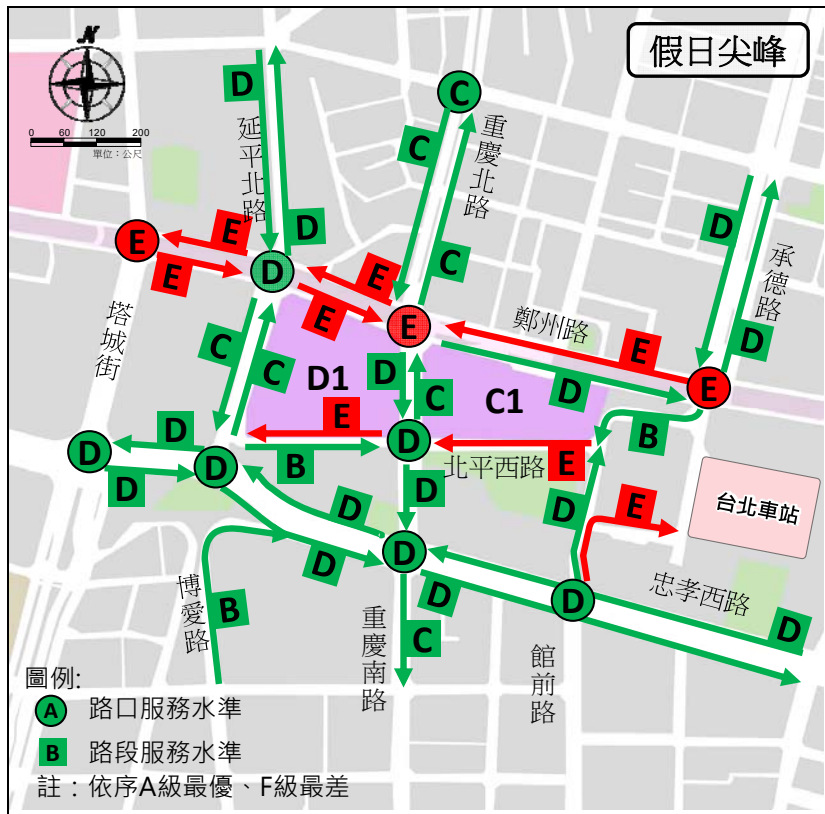 假日尖峰
N
0 60 120 200
單位：公尺
D
延平北路
D
C
重慶北路
C
C
D
承德路
D
E
E
E
D
E
E
E
鄭州路
E
D
E
塔城街
C
C
D1
D
C
C1
B
E
D
B
D
D
D
D
北平西路
E
D
D
E
台北車站
D
D
D
D
D
忠孝西路
D
博愛路
B
重慶南路
C
館前路
圖例:
A 路口服務水準
B 路段服務水準
註：依序A級最優、F級最差